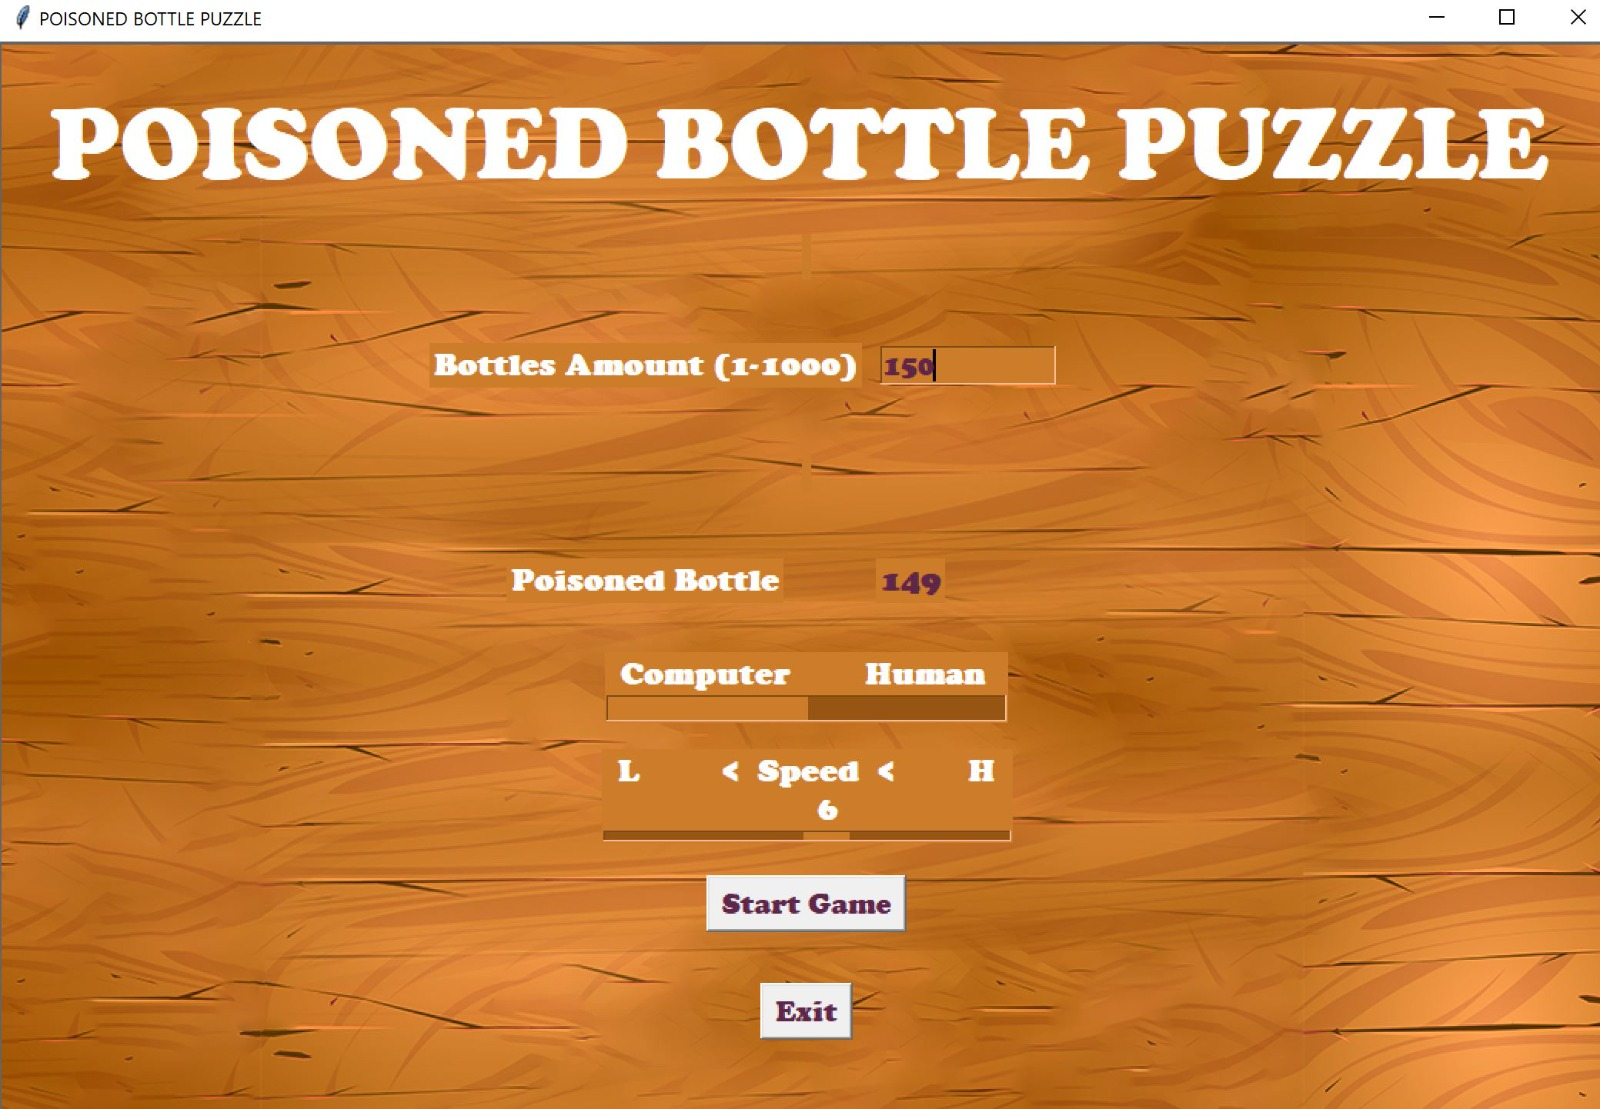 POISONED BOTTLE PUZZLE
POISONED BOTTLE PUZZLE
Bottles Amount (1-1000) 150
Poisoned Bottle 149
Computer Human
L < Speed < H
6
Start Game
Exit